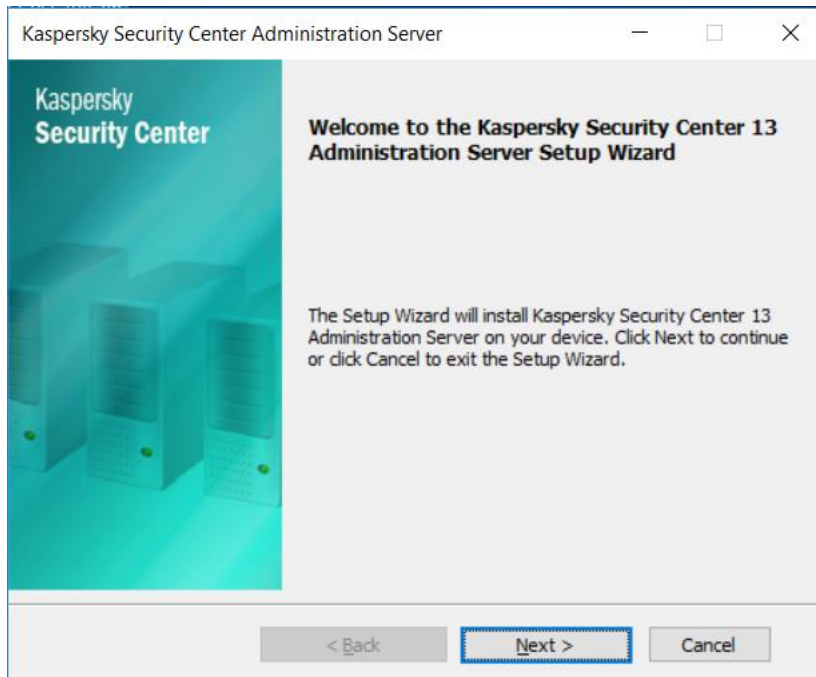 Kaspersky Security Center Administration Server
Kaspersky
Security Center
Welcome to the Kaspersky Security Center 13
Administration Server Setup Wizard
The Setup Wizard will install Kaspersky Security Center 13
Administration Server on your device. Click Next to continue
or click Cancel to exit the Setup Wizard.
< Back
Next >
Cancel